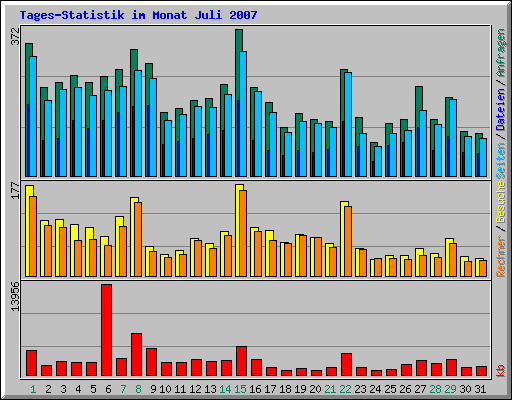 Tages-Statistik im Monat Juli 2007
372
177
13956
Rechner / Besuche Seiten / Dateien / Anfragen
kb
1 2 3 4 5 6 7 8 9 10 11 12 13 14 15 16 17 18 19 20 21 22 23 24 25 26 27 28 29 30 31